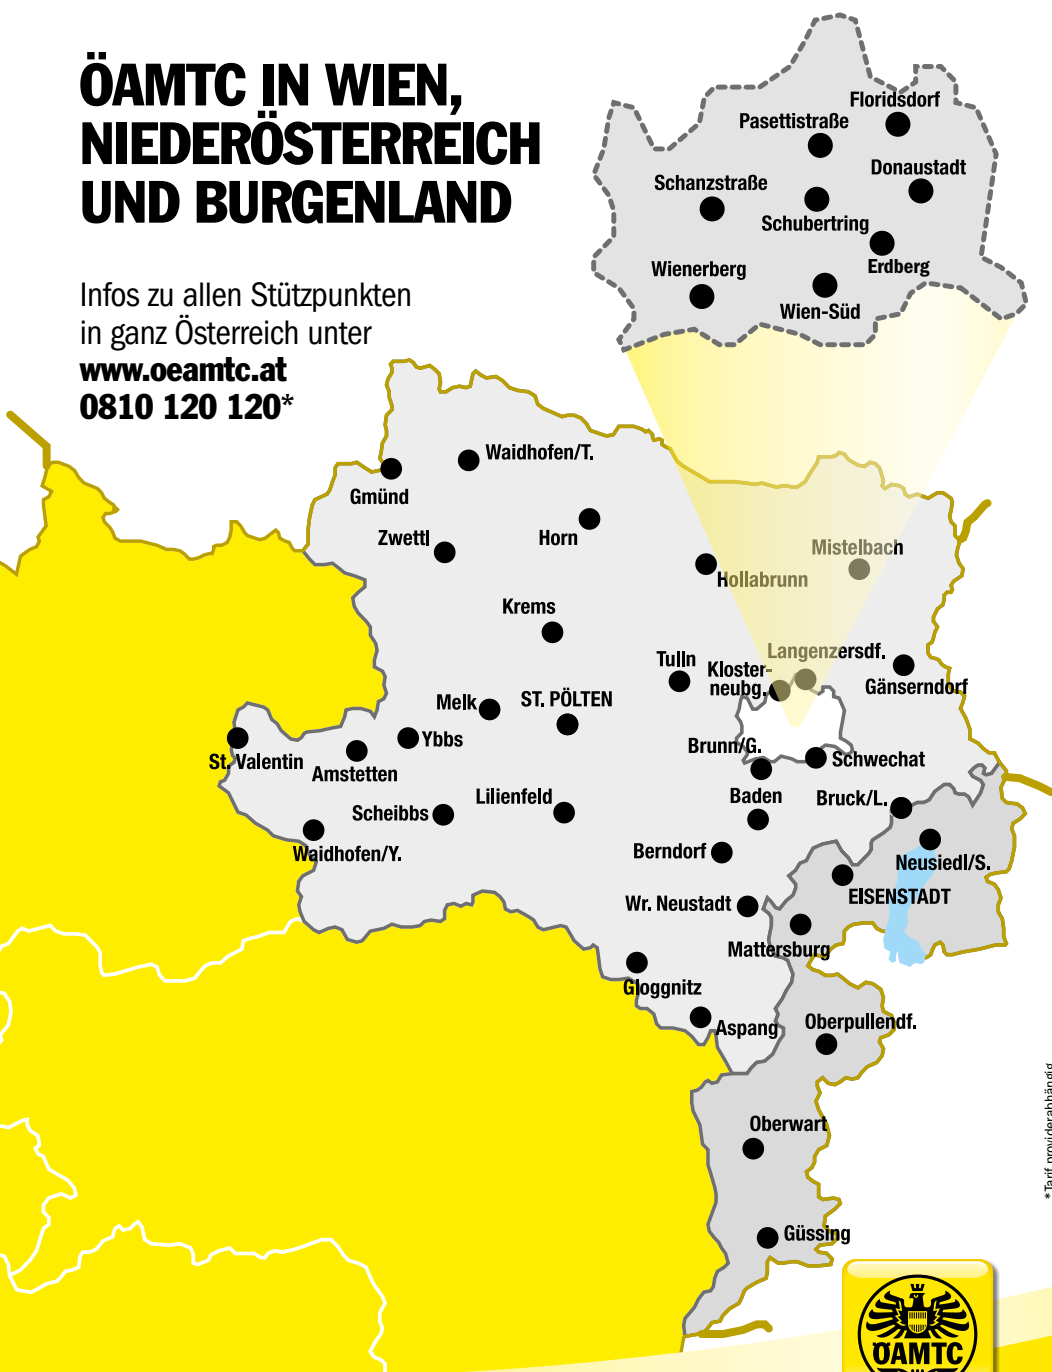 ÖAMTC IN WIEN,
NIEDERÖSTERREICH
UND BURGENLAND
Infos zu allen Stützpunkten
in ganz Österreich unter
www.oeamtc.at
0810 120 120*
Floridsdorf
Pasettistraße
Donaustadt
Schanzstraße
Schubertring
Erdberg
Wienerberg
Wien-Süd
Waidhofen/T.
Gmünd
Zwettl
Horn
Mistelbach
Hollabrunn
Krems
Tulln
Kloster-
neubg.
Langenzersdf.
Gänserndorf
Melk
ST. PÖLTEN
Ybbs
St. Valentin
Amstetten
Brunn/G.
Schwechat
Scheibbs
Lilienfeld
Baden
Bruck/L.
Waidhofen/Y.
Berndorf
Neusiedl/S.
EISENSTADT
Wr. Neustadt
Mattersburg
Gloggnitz
Aspang
Oberpullendf.
Oberwart
Güssing
*Tarif providerabhängig
ÖAMTC